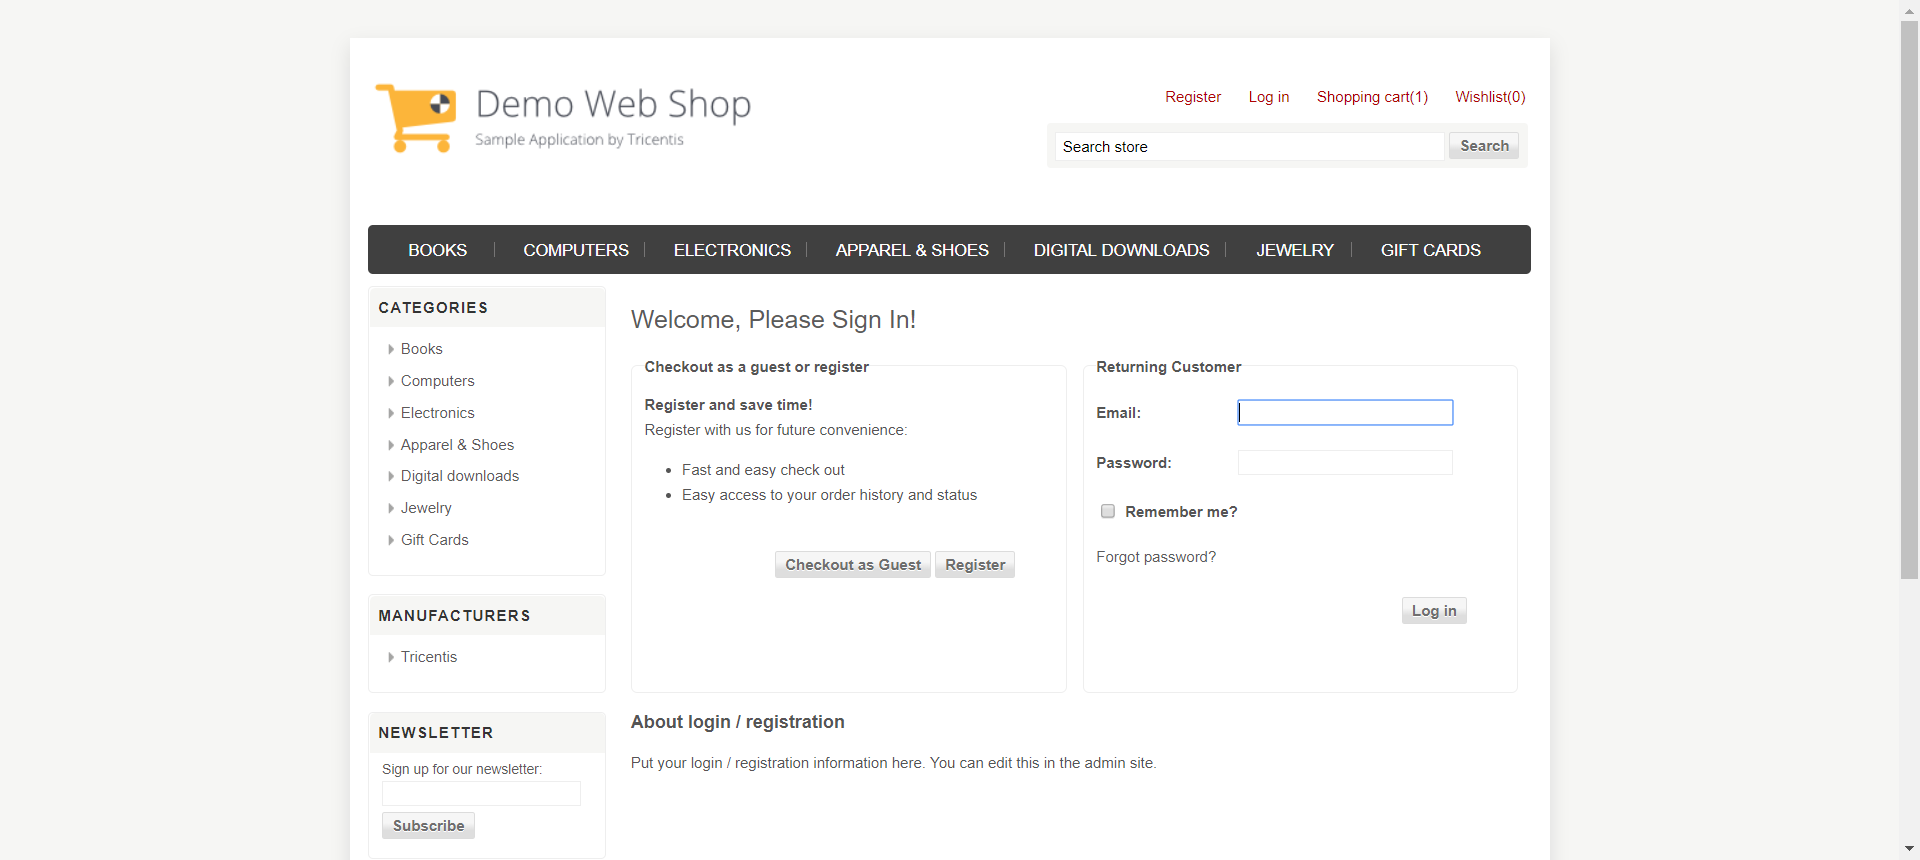 Demo Web Shop
Sample Application by Tricentis
Register Log in Shopping cart(1) Wishlist(0)
Search store Search
BOOKS COMPUTERS ELECTRONICS APPAREL & SHOES DIGITAL DOWNLOADS JEWELRY GIFT CARDS
CATEGORIES
Books
Computers
Electronics
Apparel & Shoes
Digital downloads
Jewelry
Gift Cards
MANUFACTURERS
Tricentis
NEWSLETTER
Sign up for our newsletter:
Subscribe
Welcome, Please Sign In!
Checkout as a guest or register
Register and save time!
Register with us for future convenience:
Fast and easy check out
Easy access to your order history and status
Checkout as Guest Register
Returning Customer
Email:
Password:
Remember me?
Forgot password?
Log in
About login / registration
Put your login / registration information here. You can edit this in the admin site.